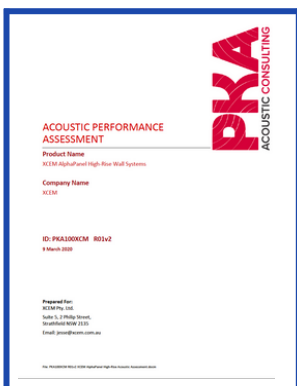 PKA
ACOUSTIC CONSULTING
ACOUSTIC PERFORMANCE
ASSESSMENT
Product Name
XCEM AlphaPanel High-Rise Wall Systems
Company Name
XCEM
ID: PKA100XCM R01v2
9 March 2020
Prepared For:
XCEM Pty. Ltd.
Suite 5, 2 Philip Street,
Strathfield NSW 2135